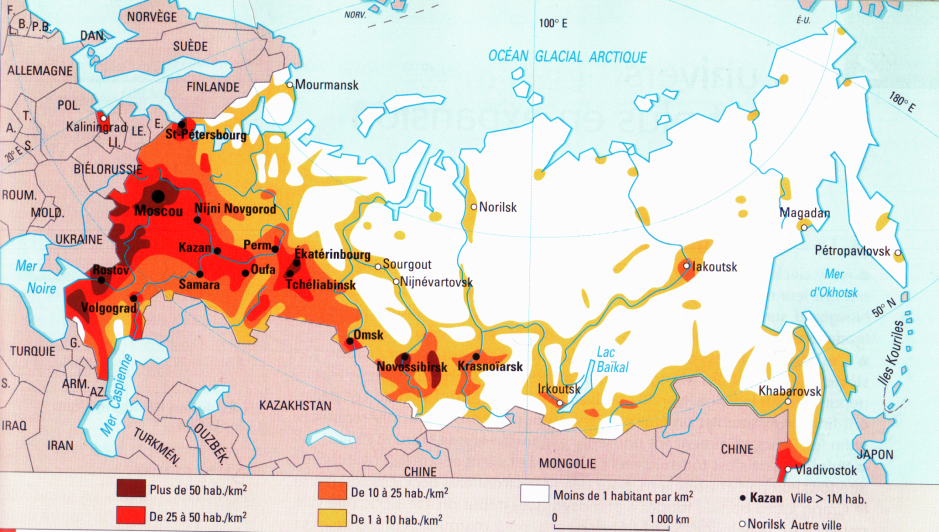 F.
B.
P.B.
NORVÈGE
DAN.
SUÈDE
ALLEMAGNE
FINLANDE
NORV.
100° E
É.-U.
OCÉAN GLACIAL ARCTIQUE
180° E
Mourmansk
POL.
T.
Kaliningrad
A.
LI.
LE.
E.
St-Pétersbourg
S.
20° E
BIÉLORUSSIE
ROUM.
MOLD.
Moscou
Nijni Novgorod
Norilsk
Magadan
UKRAINE
Kazan
Perm
Ekatérinbourg
Sourgout
Iakoutsk
Pétropavlovsk
Mer
Noire
Rostov
Samara
Oufa
Tchéliabinsk
Nijnévartovsk
Mer
d'Okhotsk
Volgograd
50° N
Omsk
Lac
Baïkal
Iles Kouriles
TURQUIE
G.
Novossibirsk
Krasnoïarsk
Irkoutsk
Khabarovsk
S.
ARM.
AZ.
Mer Caspienne
KAZAKHSTAN
IRAQ
IRAN
TURKMÉN.
OUZBÉK.
CHINE
MONGOLIE
CHINE
JAPON
Vladivostok
Plus de 50 hab./km²
De 10 à 25 hab./km²
Moins de 1 habitant par km²
Kazan Ville > 1M hab.
De 25 à 50 hab./km²
De 1 à 10 hab./km²
0
1 000 km
Norilsk Autre ville